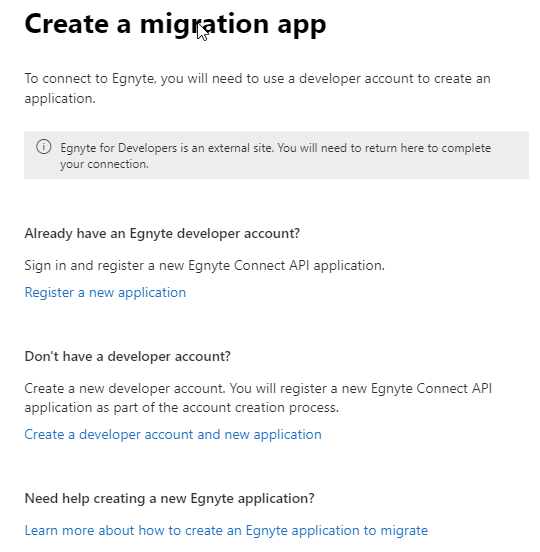 Create a migration app
To connect to Egnyte, you will need to use a developer account to create an
application.
Egnyte for Developers is an external site. You will need to return here to complete
your connection.
Already have an Egnyte developer account?
Sign in and register a new Egnyte Connect API application.
Register a new application
Don't have a developer account?
Create a new developer account. You will register a new Egnyte Connect API
application as part of the account creation process.
Create a developer account and new application
Need help creating a new Egnyte application?
Learn more about how to create an Egnyte application to migrate